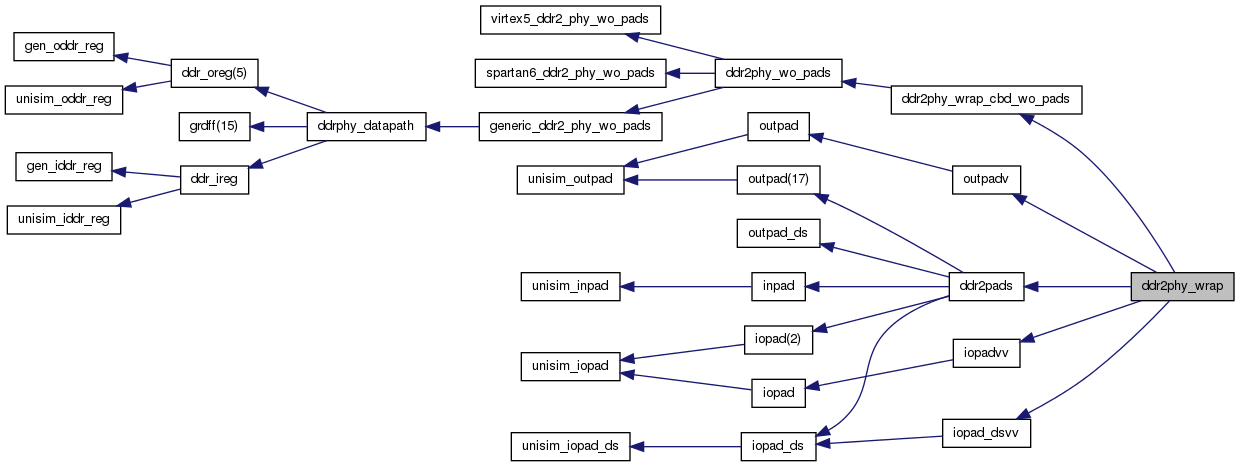 virtex5_ddr2_phy_wo_pads
gen_oddr_reg
ddr_oreg(5)
spartan6_ddr2_phy_wo_pads
ddr2phy_wo_pads
unisim_oddr_reg
ddr2phy_wrap_cbd_wo_pads
grdff(15)
ddrphy_datapath
generic_ddr2_phy_wo_pads
outpad
gen_iddr_reg
ddr_ireg
unisim_outpad
outpad(17)
outpadv
unisim_iddr_reg
outpad_ds
unisim_inpad
inpad
ddr2pads
ddr2phy_wrap
iopad(2)
iopadvv
unisim_iopad
iopad
iopad_dsvv
unisim_iopad_ds
iopad_ds